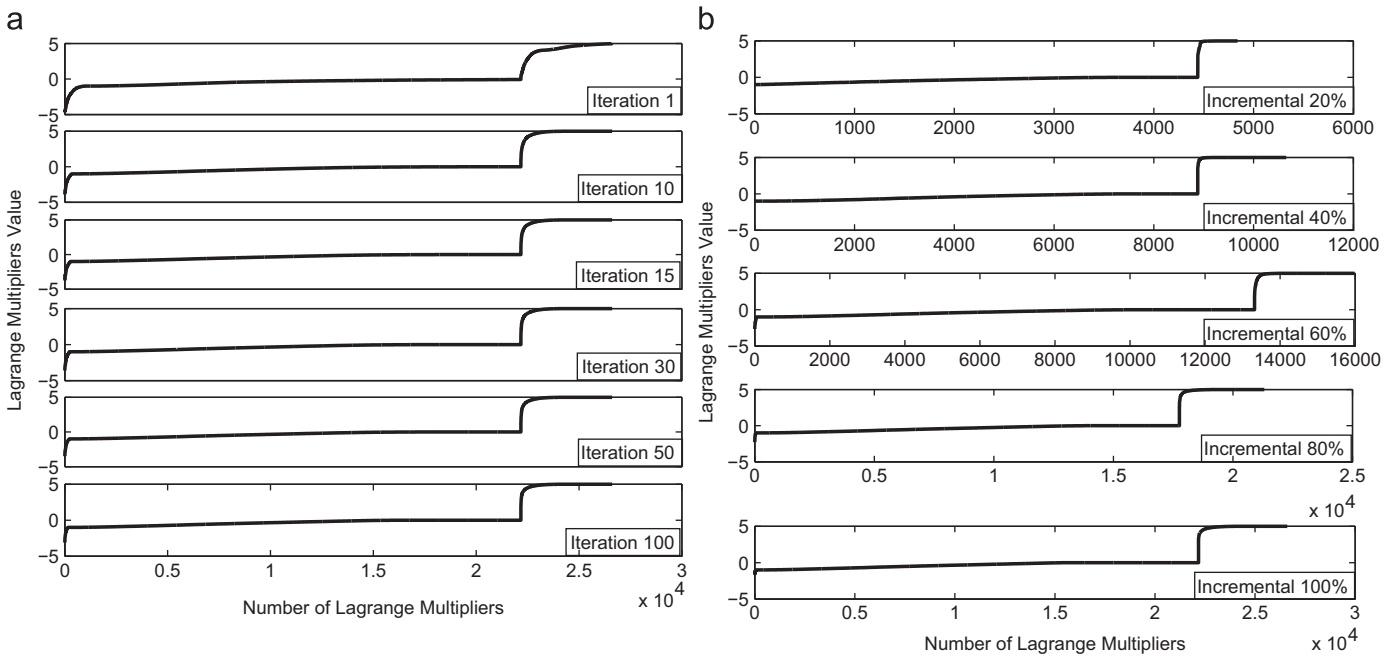 a
5
0
−5
Iteration 1
5
0
−5
Iteration 10
5
0
−5
Iteration 15
5
0
−5
Iteration 30
5
0
−5
Iteration 50
5
0
−5
Iteration 100
0 0.5 1 1.5 2 2.5 3
x 10^4
Number of Lagrange Multipliers
Lagrange Multipliers Value
b
5
0
−5
Incremental 20%
0 1000 2000 3000 4000 5000 6000
5
0
−5
Incremental 40%
0 2000 4000 6000 8000 10000 12000
5
0
−5
Incremental 60%
0 2000 4000 6000 8000 10000 12000 14000 16000
5
0
−5
Incremental 80%
0 0.5 1 1.5 2 2.5
x 10^4
5
0
−5
Incremental 100%
0 0.5 1 1.5 2 2.5 3
x 10^4
Number of Lagrange Multipliers
Lagrange Multipliers Value